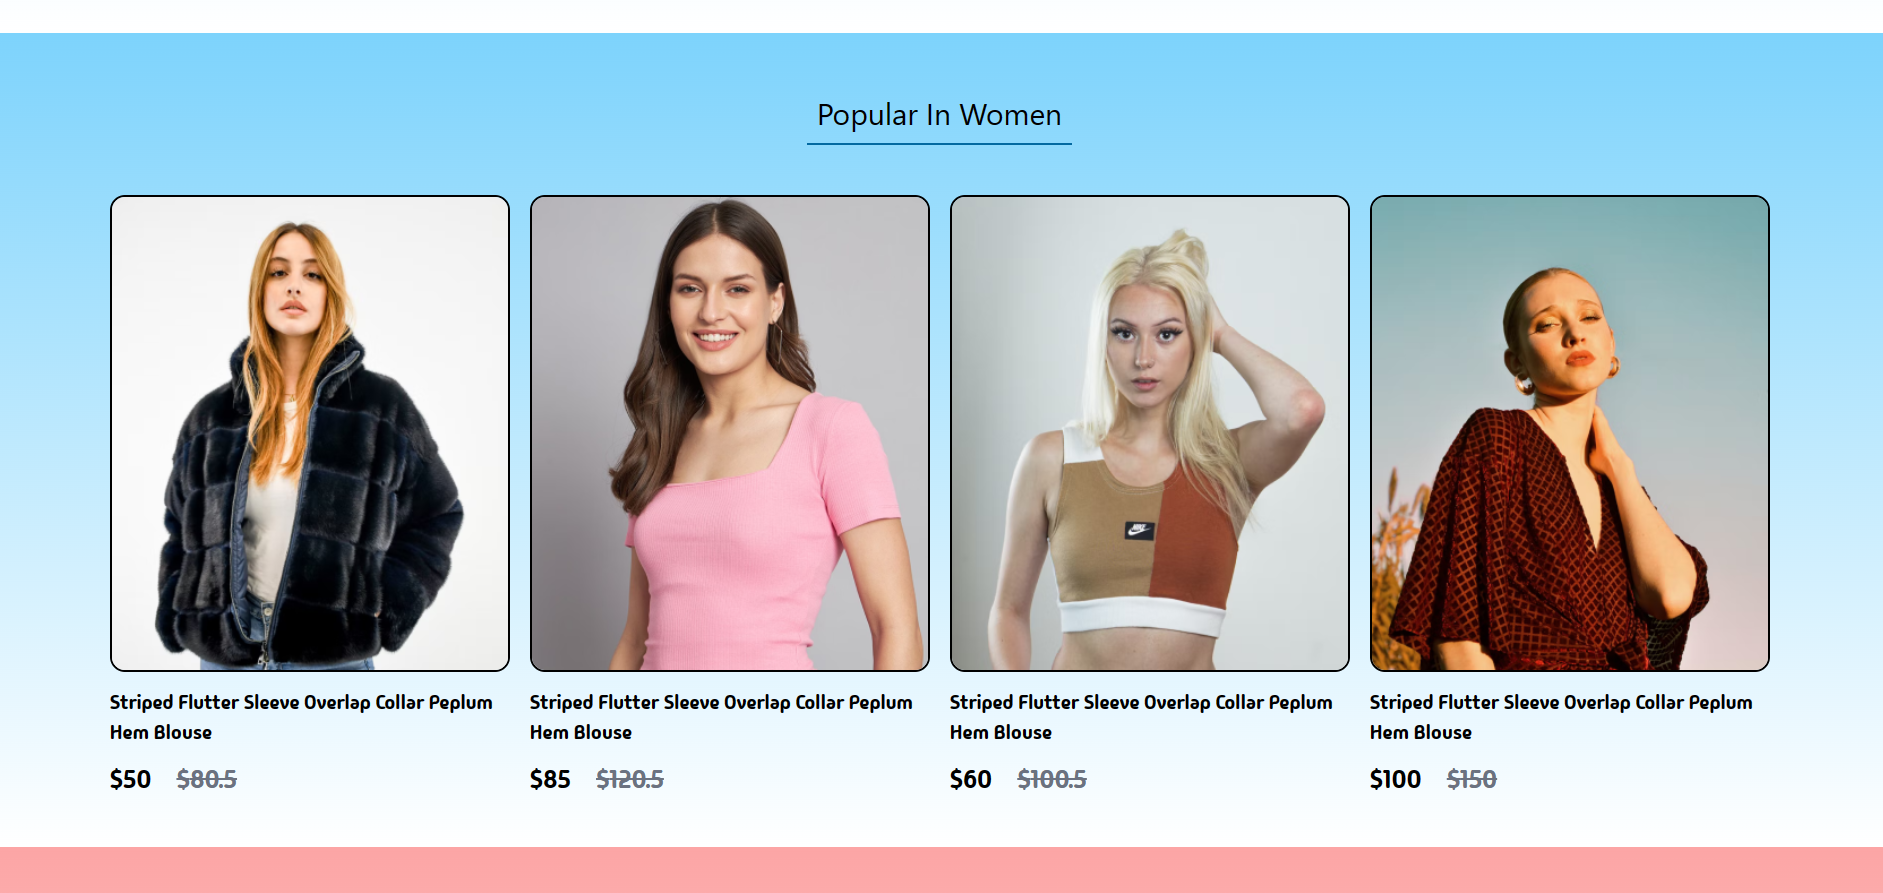 Popular In Women
NIKE
Striped Flutter Sleeve Overlap Collar Peplum
Hem Blouse
$50 $80.5
Striped Flutter Sleeve Overlap Collar Peplum
Hem Blouse
$85 $120.5
Striped Flutter Sleeve Overlap Collar Peplum
Hem Blouse
$60 $100.5
Striped Flutter Sleeve Overlap Collar Peplum
Hem Blouse
$100 $150